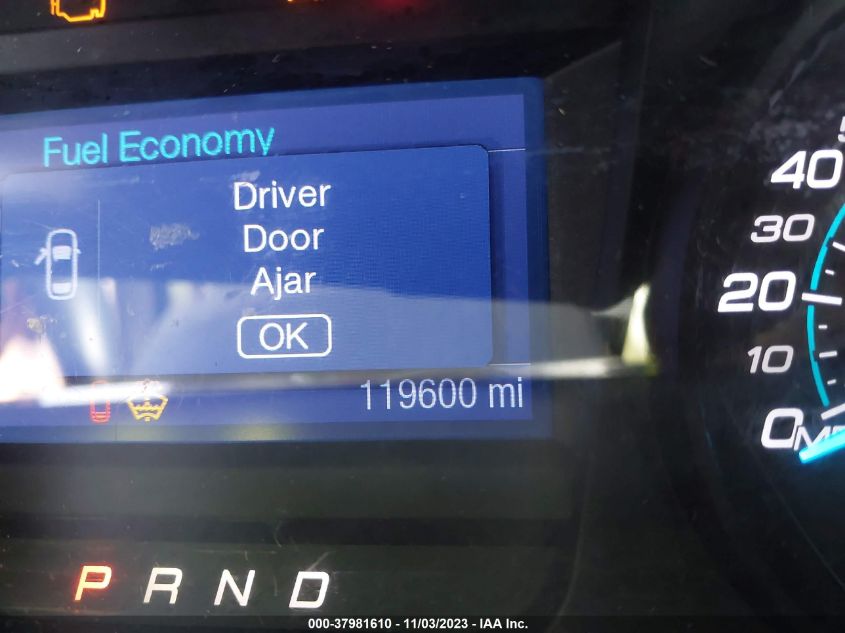 Fuel Economy
Driver
Door
Ajar
OK
119600 mi
40
30
20
10
0
P R N D
000-37981610 - 11/03/2023 - IAA Inc.